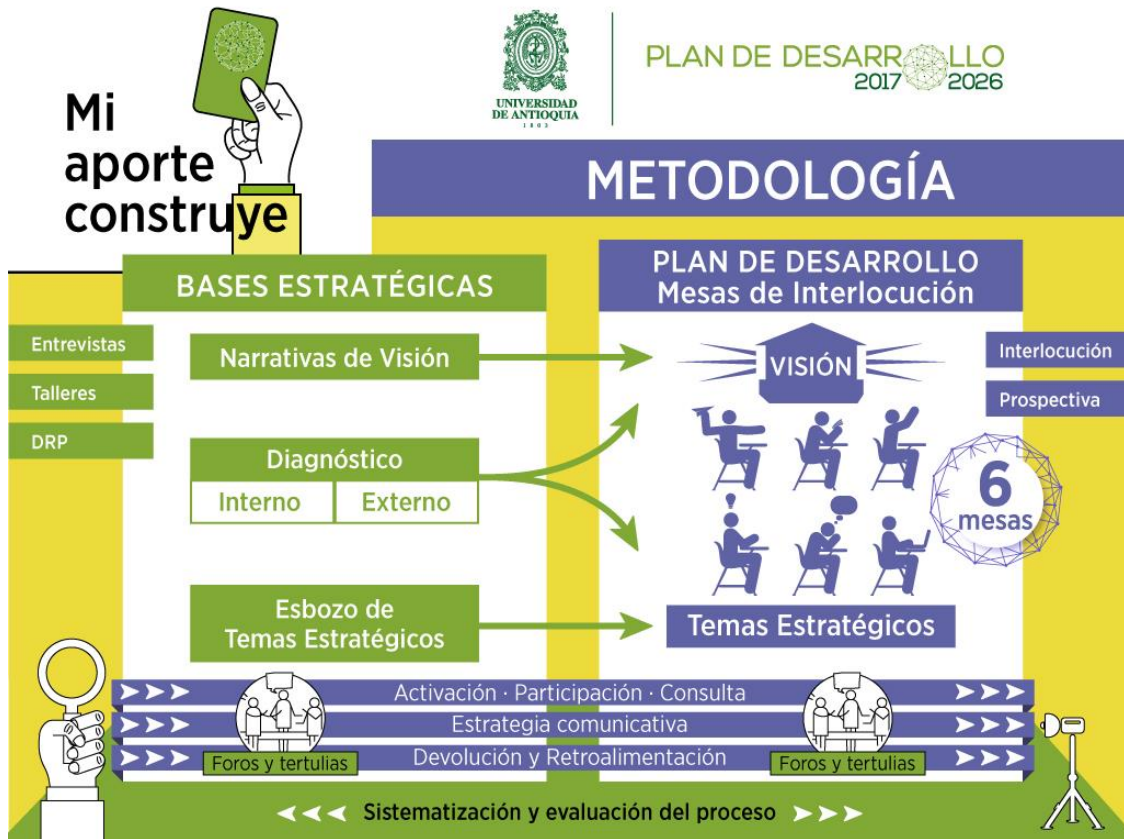 Mi
aporte
construye
UNIVERSIDAD
DE ANTIOQUIA
1803
PLAN DE DESARROLLO
2017 2026
METODOLOGÍA
BASES ESTRATÉGICAS
Entrevistas
Talleres
DRP
Narrativas de Visión
Diagnóstico
Interno Externo
Esbozo de
Temas Estratégicos
PLAN DE DESARROLLO
Mesas de Interlocución
VISIÓN
Interlocución
Prospectiva
6
mesas
Temas Estratégicos
Activación · Participación · Consulta
Estrategia comunicativa
Devolución y Retroalimentación
Foros y tertulias
Foros y tertulias
Sistematización y evaluación del proceso